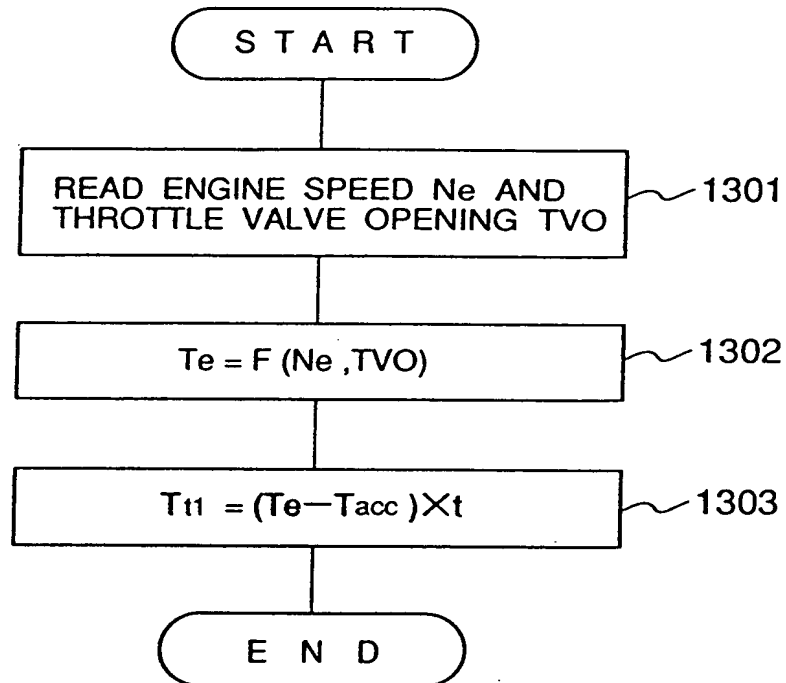 START
READ ENGINE SPEED Ne AND
THROTTLE VALVE OPENING TVO
1301
Te = F (Ne ,TVO)
1302
Tt1 = (Te−Tacc)×t
1303
END